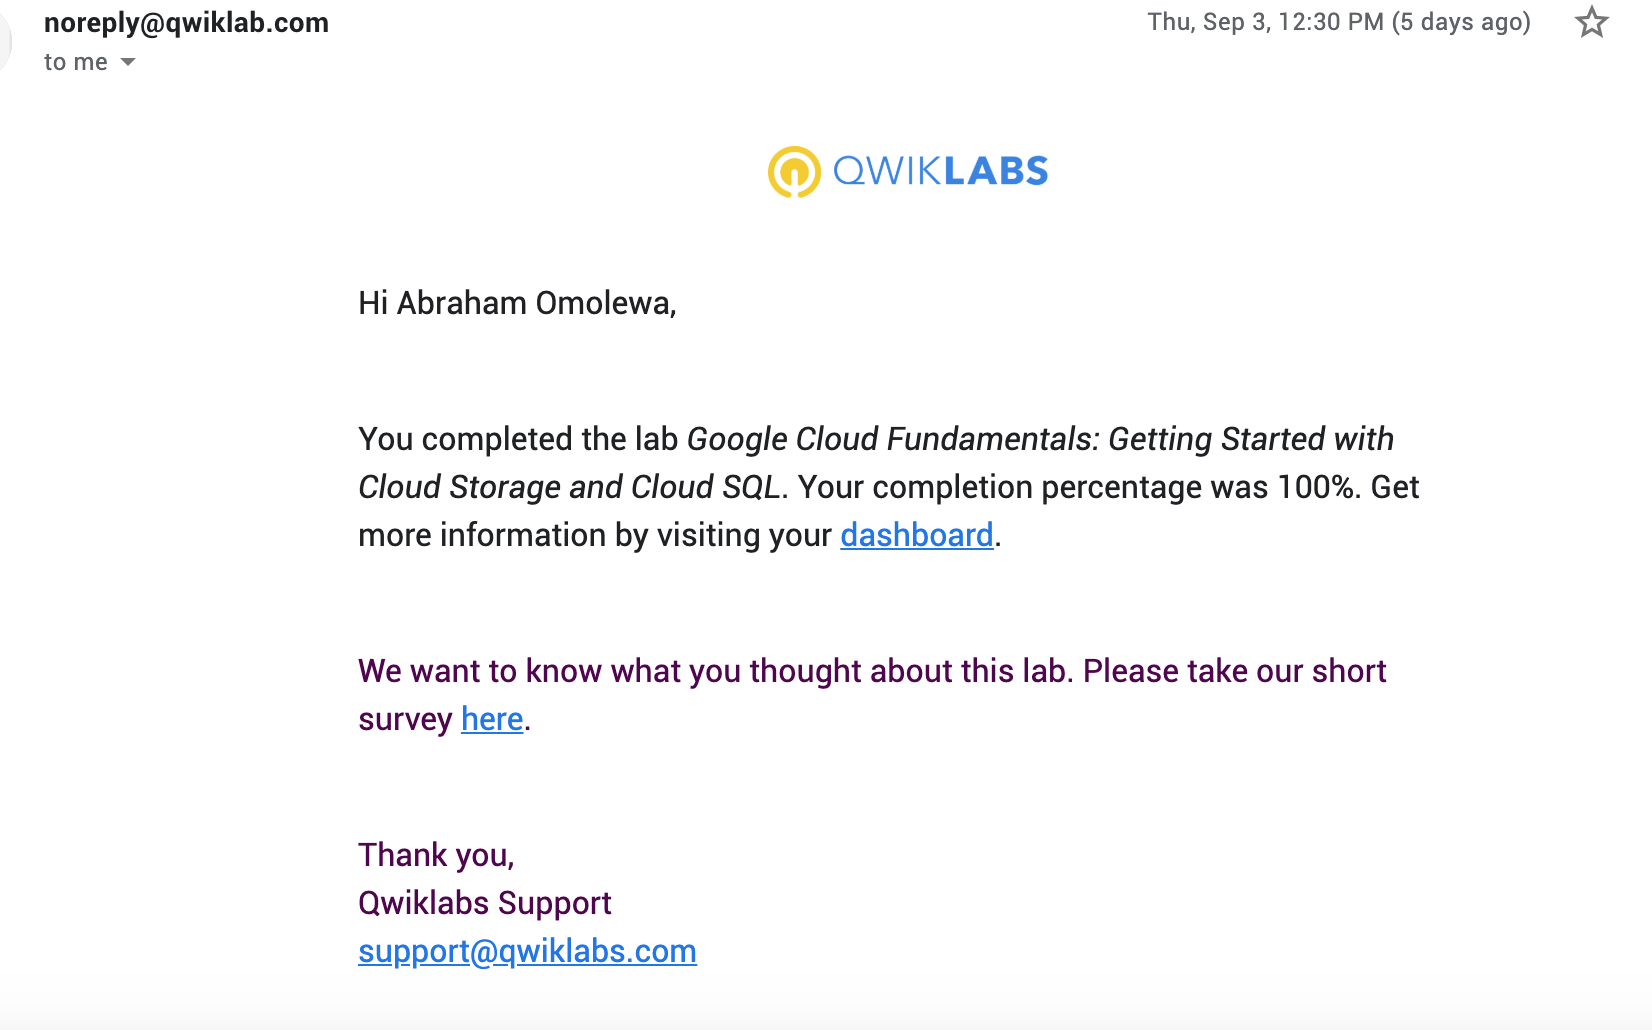 noreply@qwiklab.com
Thu, Sep 3, 12:30 PM (5 days ago)
to me
QWIKLABS
Hi Abraham Omolewa,
You completed the lab Google Cloud Fundamentals: Getting Started with
Cloud Storage and Cloud SQL. Your completion percentage was 100%. Get
more information by visiting your dashboard.
We want to know what you thought about this lab. Please take our short
survey here.
Thank you,
Qwiklabs Support
support@qwiklabs.com